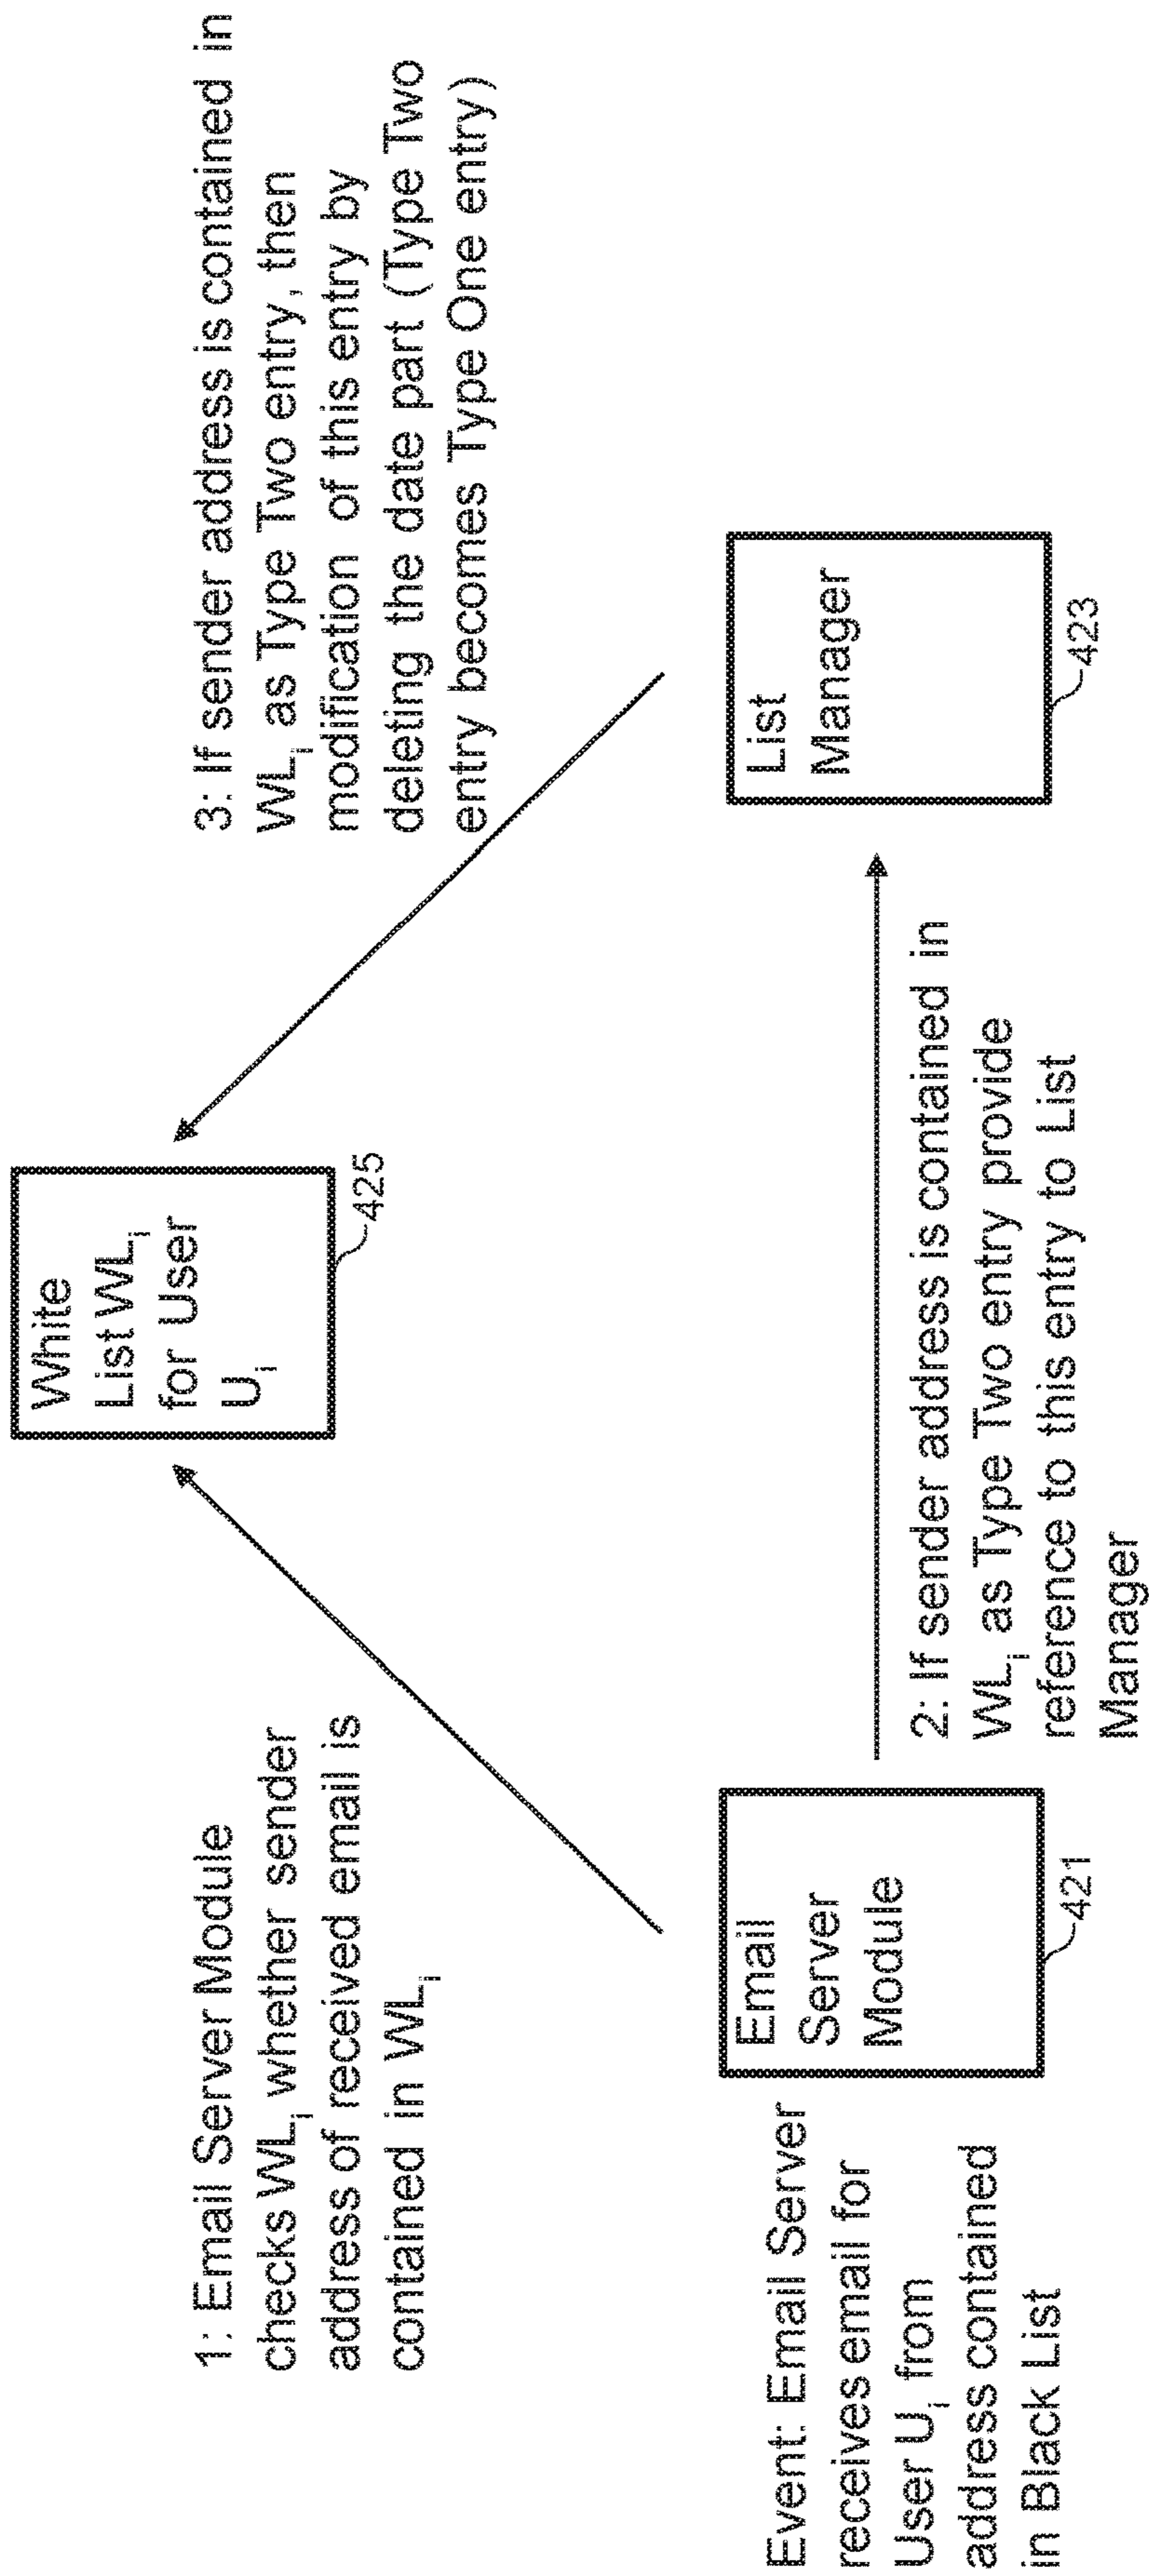 1: Email Server Module
checks WLi whether sender
address of received email is
contained in WLi
White
List WLi
for User
Ui
425
3: If sender address is contained in
WLi as Type Two entry, then
modification of this entry by
deleting the date part (Type Two
entry becomes Type One entry)
Event: Email Server
receives email for
User Ui from
address contained
in Black List
Email
Server
Module
421
2: If sender address is contained in
WLi as Type Two entry provide
reference to this entry to List
Manager
List
Manager
423